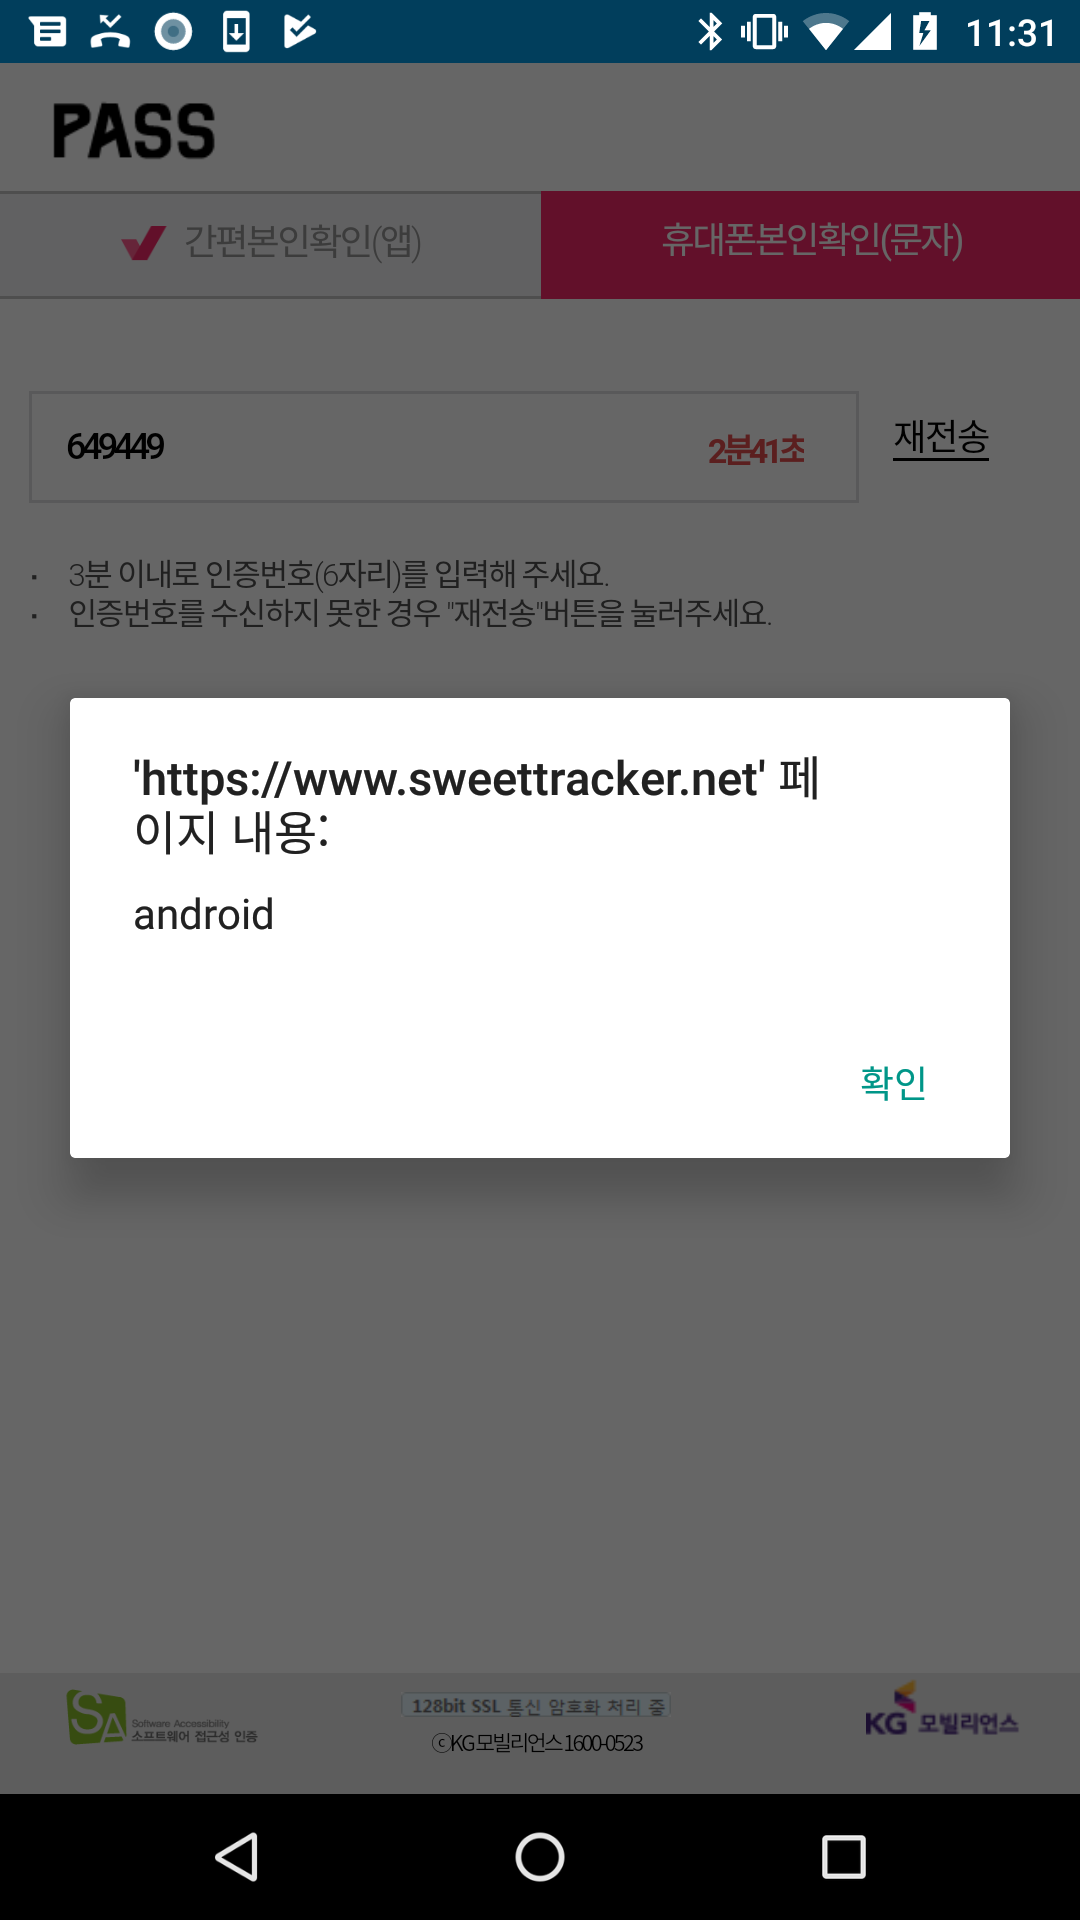 11:31
PASS
간편본인확인(앱)
휴대폰본인확인(문자)
649449
2분41초
재전송
· 3분 이내로 인증번호(6자리)를 입력해 주세요.
· 인증번호를 수신하지 못한 경우 "재전송"버튼을 눌러주세요.
'https://www.sweettracker.net' 페
이지 내용:
android
확인
SA
Software Accessibility
소프트웨어 접근성 인증
128bit SSL 통신 암호화 처리 중
ⓒKG 모빌리언스 1600-0523
KG 모빌리언스